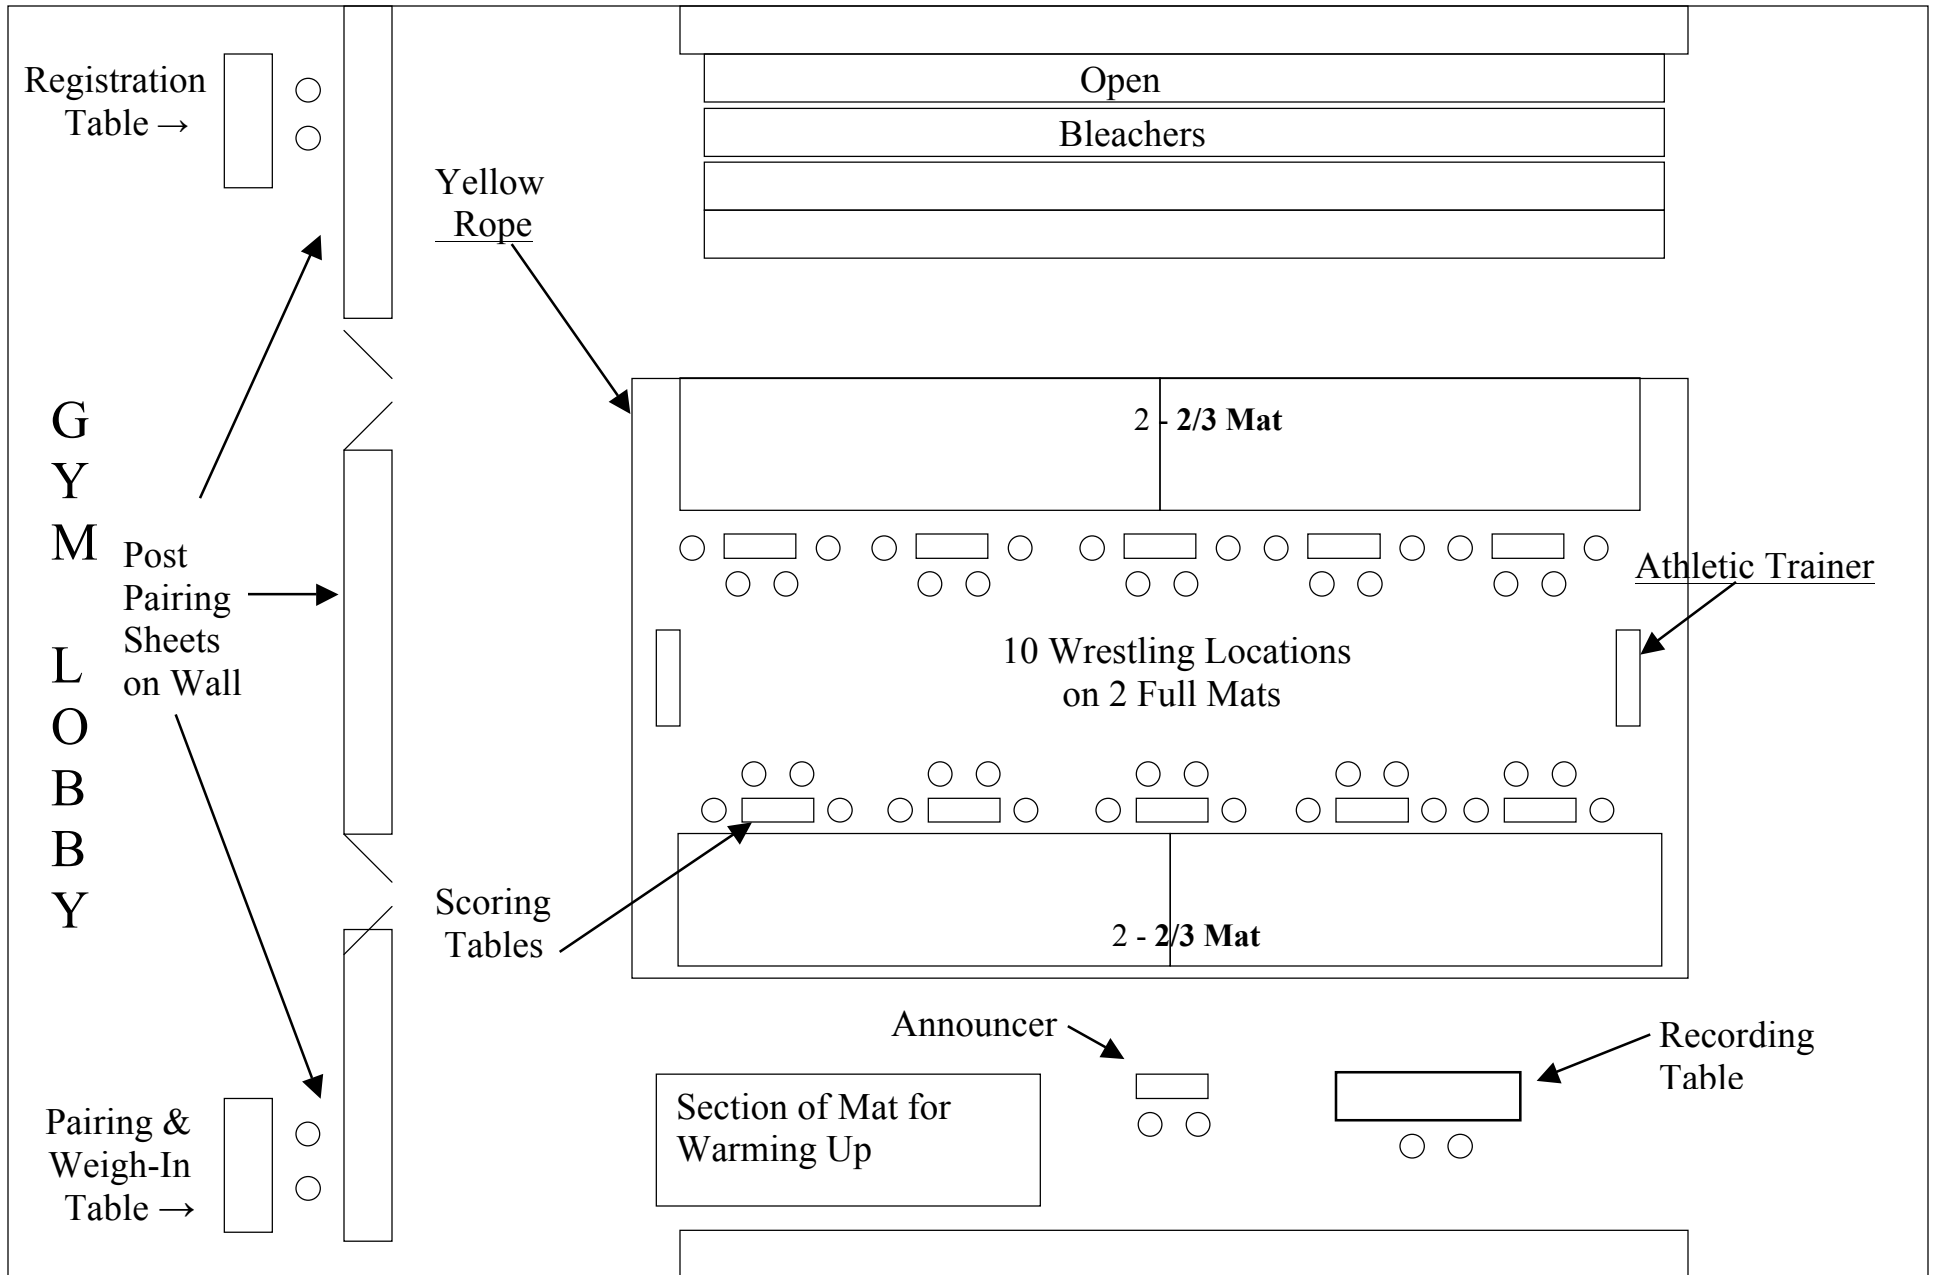 Registration
Table →
Open
Bleachers
Yellow
Rope
2 - 2/3 Mat
G
Y
M
L
O
B
B
Y
Post
Pairing
Sheets
on Wall
Athletic Trainer
10 Wrestling Locations
on 2 Full Mats
Scoring
Tables
2 - 2/3 Mat
Announcer
Recording
Table
Section of Mat for
Warming Up
Pairing &
Weigh-In
Table →